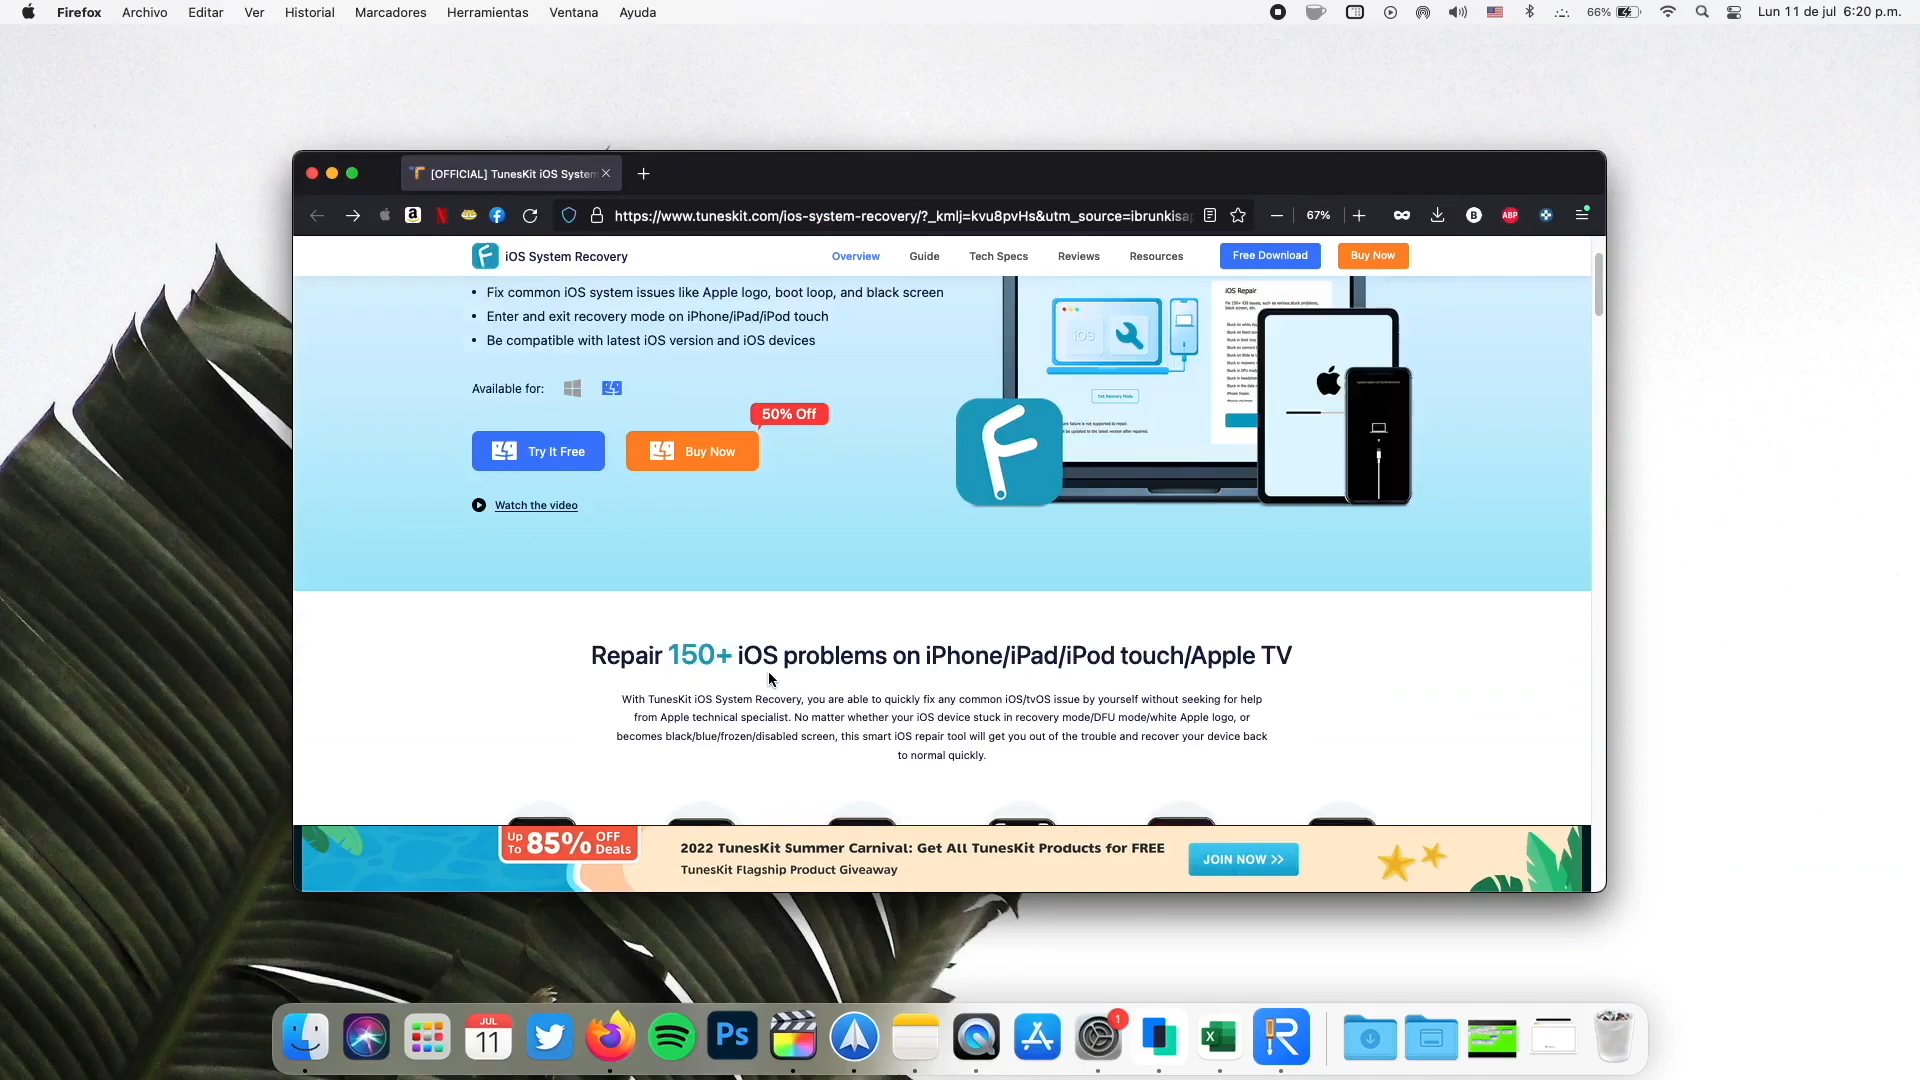 Firefox Archivo Editar Ver Historial Marcadores Herramientas Ventana Ayuda
66% Lun 11 de jul 6:20 p.m.
[OFFICIAL] TunesKit iOS System
https://www.tuneskit.com/ios-system-recovery/?_kmlj=kvu8pvHs&utm_source=ibrunkisa
67%
B
ABP
iOS System Recovery
Overview Guide Tech Specs Reviews Resources Free Download Buy Now
• Fix common iOS system issues like Apple logo, boot loop, and black screen
• Enter and exit recovery mode on iPhone/iPad/iPod touch
• Be compatible with latest iOS version and iOS devices
Available for:
50% Off
Try It Free Buy Now
Watch the video
iOS Repair
iOS
Repair 150+ iOS problems on iPhone/iPad/iPod touch/Apple TV
With TunesKit iOS System Recovery, you are able to quickly fix any common iOS/tvOS issue by yourself without seeking for help
from Apple technical specialist. No matter whether your iOS device stuck in recovery mode/DFU mode/white Apple logo, or
becomes black/blue/frozen/disabled screen, this smart iOS repair tool will get you out of the trouble and recover your device back
to normal quickly.
Up To 85% OFF Deals
2022 TunesKit Summer Carnival: Get All TunesKit Products for FREE
TunesKit Flagship Product Giveaway
JOIN NOW >>
JUL
11
Ps
1